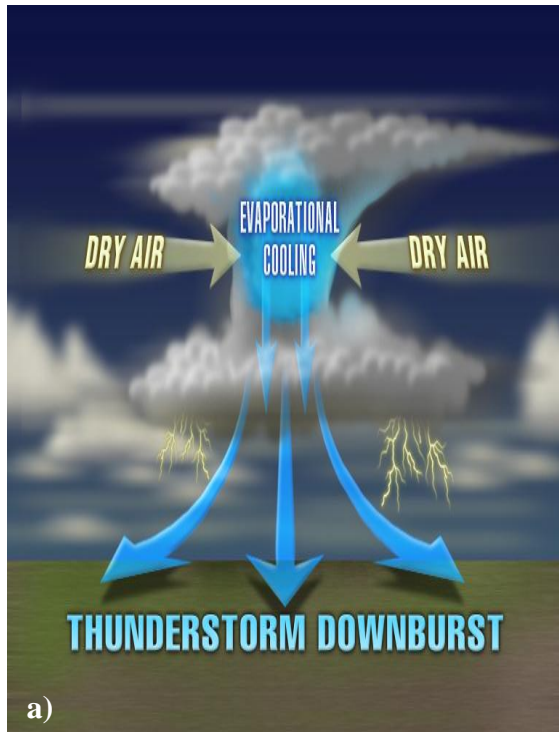 EVAPORATIONAL
COOLING
DRY AIR
DRY AIR
THUNDERSTORM DOWNBURST
a)